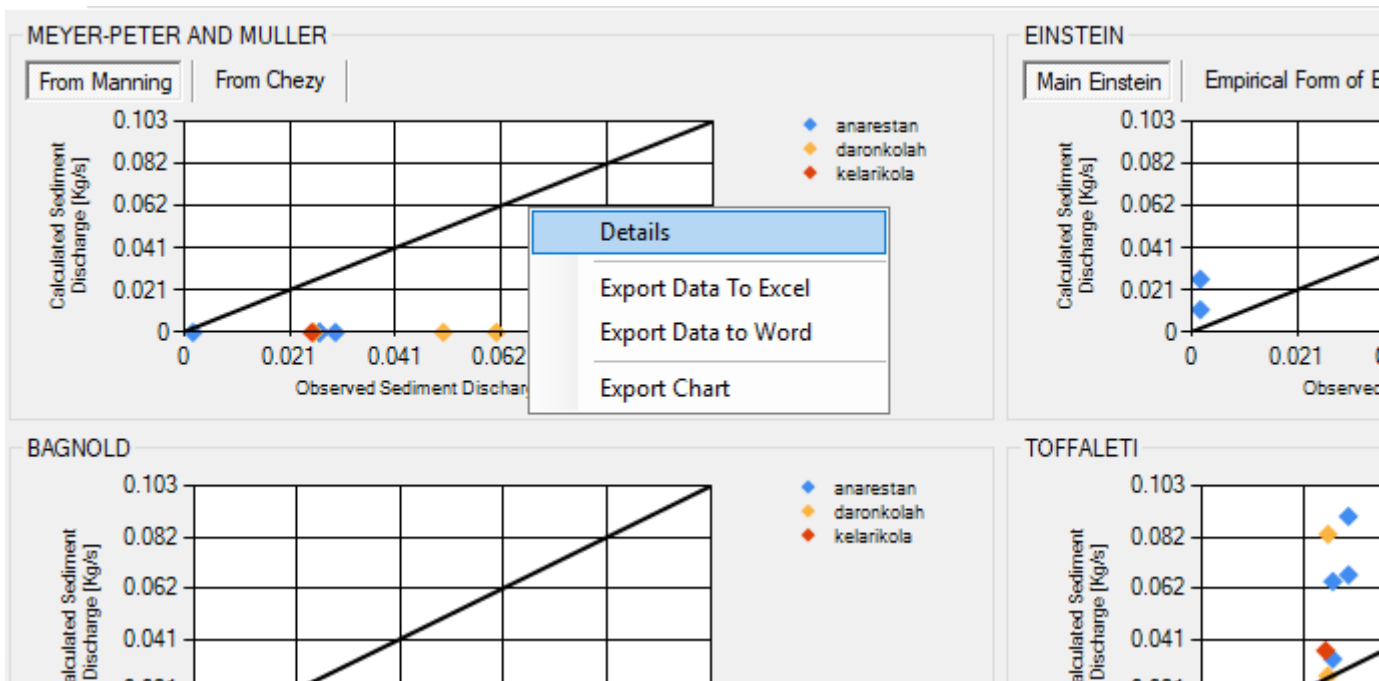 MEYER-PETER AND MULLER
From Manning
From Chezy
0.103
0.082
0.062
0.041
0.021
0
0
0.021
0.041
0.062
Calculated Sediment
Discharge [Kg/s]
Observed Sediment
anarestan
daronkolah
kelarikola
Details
Export Data To Excel
Export Data to Word
Export Chart
EINSTEIN
Main Einstein
Empirical Form of
0.103
0.082
0.062
0.041
0.021
0
0
0.021
Calculated Sediment
Discharge [Kg/s]
Observed
BAGNOLD
0.103
0.082
0.062
0.041
Sediment
Discharge [Kg/s]
anarestan
daronkolah
kelarikola
TOFFALETI
0.103
0.082
0.062
0.041
Sediment
Discharge [Kg/s]